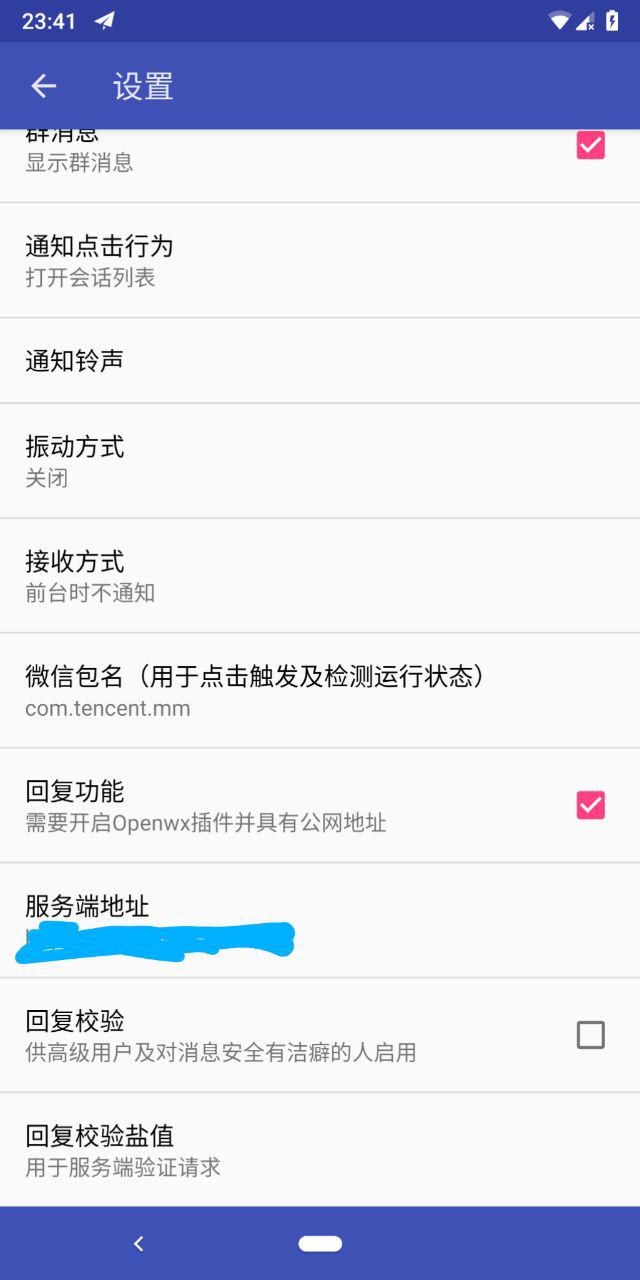 23:41
设置
群消息
显示群消息
通知点击行为
打开会话列表
通知铃声
振动方式
关闭
接收方式
前台时不通知
微信包名（用于点击触发及检测运行状态）
com.tencent.mm
回复功能
需要开启Openwx插件并具有公网地址
服务端地址
回复校验
供高级用户及对消息安全有洁癖的人启用
回复校验盐值
用于服务端验证请求